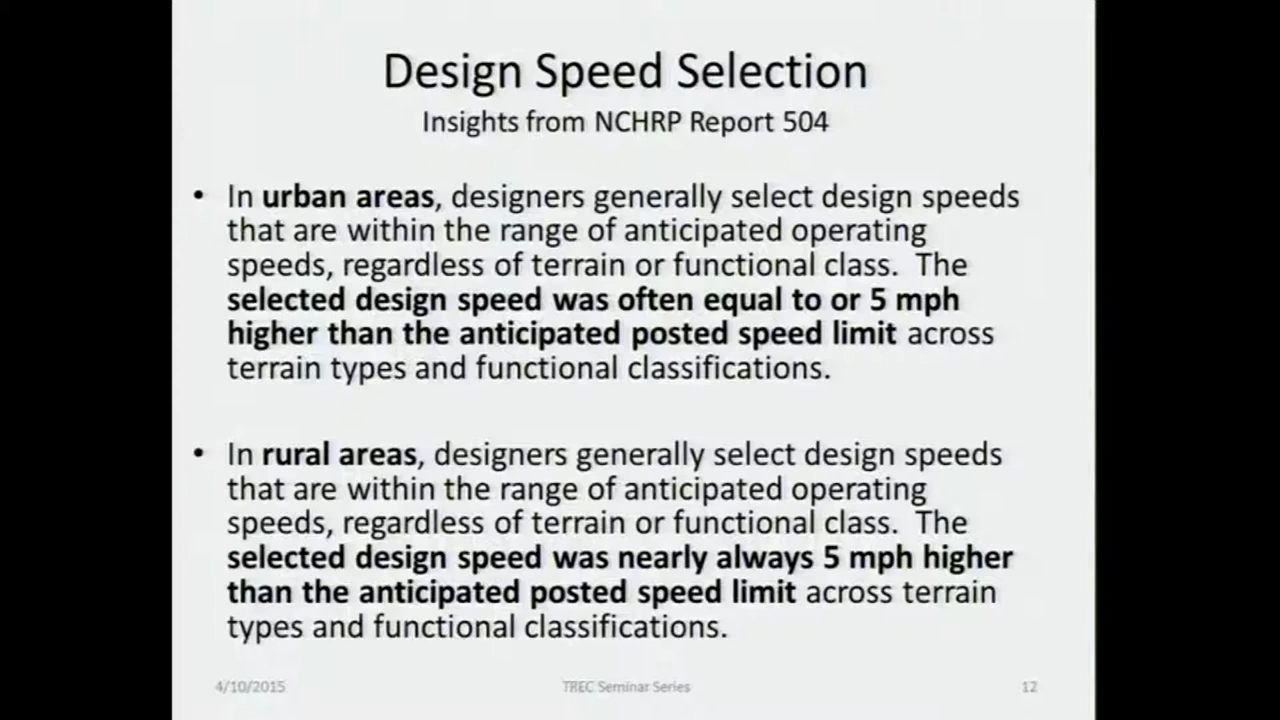 Design Speed Selection
Insights from NCHRP Report 504
• In urban areas, designers generally select design speeds
that are within the range of anticipated operating
speeds, regardless of terrain or functional class.  The
selected design speed was often equal to or 5 mph
higher than the anticipated posted speed limit across
terrain types and functional classifications.
• In rural areas, designers generally select design speeds
that are within the range of anticipated operating
speeds, regardless of terrain or functional class.  The
selected design speed was nearly always 5 mph higher
than the anticipated posted speed limit across terrain
types and functional classifications.
4/10/2015 TREC Seminar Series 12